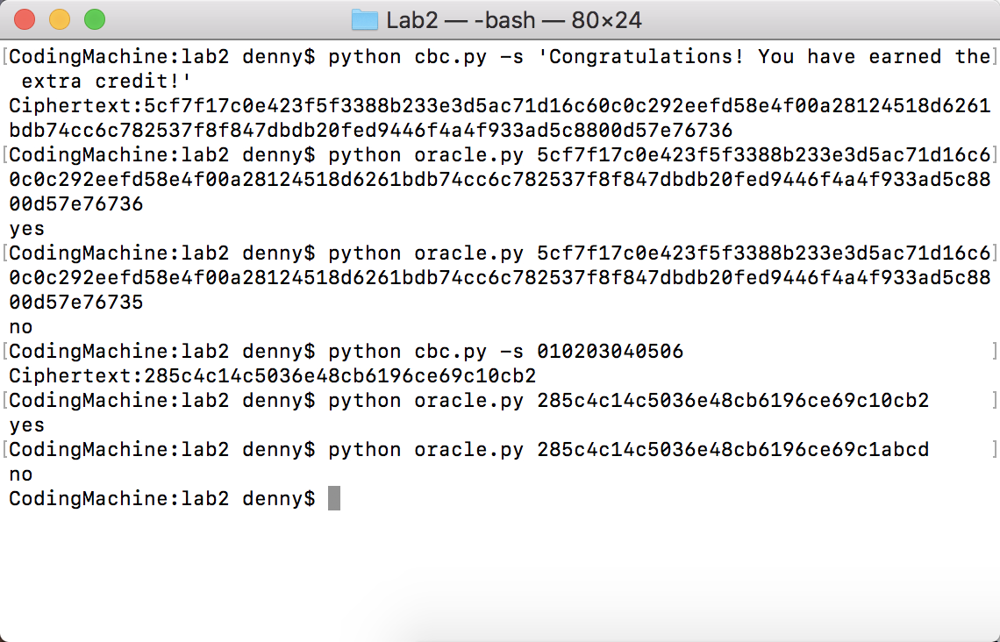 Lab2 — -bash — 80×24
[CodingMachine:lab2 denny$ python cbc.py -s 'Congratulations! You have earned the]
 extra credit!'
Ciphertext:5cf7f17c0e423f5f3388b233e3d5ac71d16c60c0c292eefd58e4f00a28124518d6261
bdb74cc6c782537f8f847dbdb20fed9446f4a4f933ad5c8800d57e76736
[CodingMachine:lab2 denny$ python oracle.py 5cf7f17c0e423f5f3388b233e3d5ac71d16c6]
0c0c292eefd58e4f00a28124518d6261bdb74cc6c782537f8f847dbdb20fed9446f4a4f933ad5c88
00d57e76736
yes
[CodingMachine:lab2 denny$ python oracle.py 5cf7f17c0e423f5f3388b233e3d5ac71d16c6]
0c0c292eefd58e4f00a28124518d6261bdb74cc6c782537f8f847dbdb20fed9446f4a4f933ad5c88
00d57e76735
no
[CodingMachine:lab2 denny$ python cbc.py -s 010203040506 ]
Ciphertext:285c4c14c5036e48cb6196ce69c10cb2
[CodingMachine:lab2 denny$ python oracle.py 285c4c14c5036e48cb6196ce69c10cb2 ]
yes
[CodingMachine:lab2 denny$ python oracle.py 285c4c14c5036e48cb6196ce69c1abcd ]
no
CodingMachine:lab2 denny$